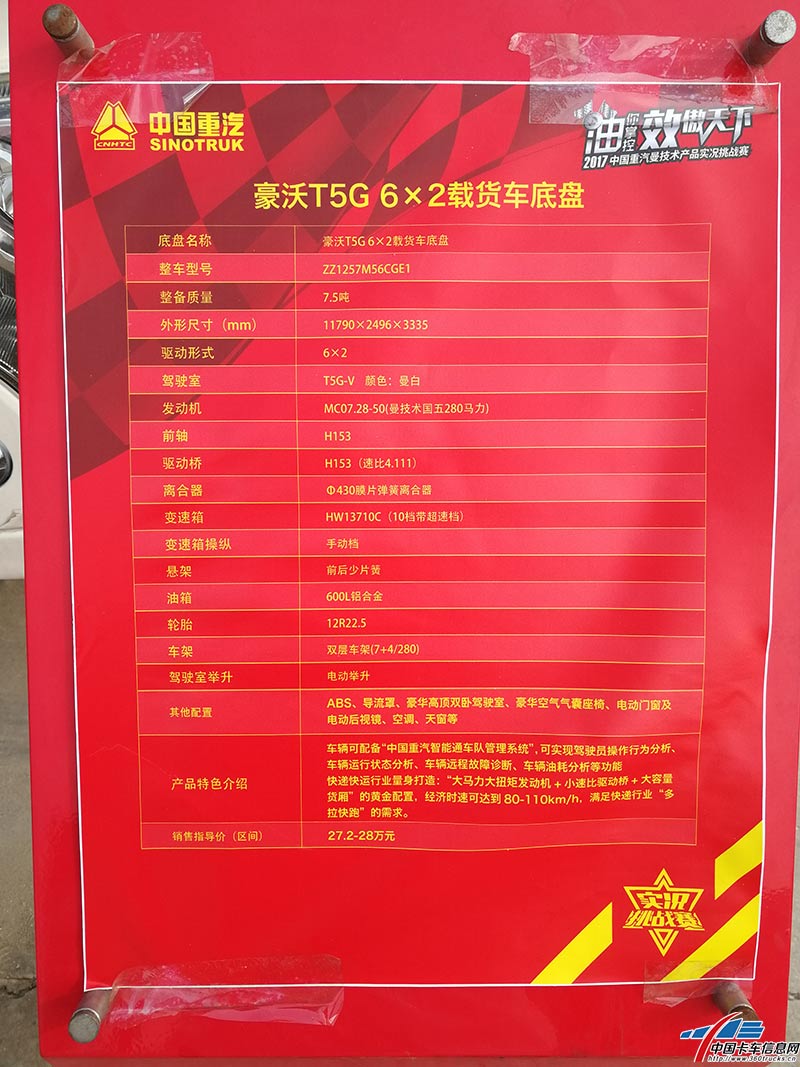 中国重汽
SINOTRUK
CNHTC
油你掌控 效傲天下
2017中国重汽曼技术产品实况挑战赛
豪沃T5G 6×2载货车底盘
底盘名称 豪沃T5G 6×2载货车底盘
整车型号 ZZ1257M56CGE1
整备质量 7.5吨
外形尺寸（mm） 11790×2496×3335
驱动形式 6×2
驾驶室 T5G-V 颜色：曼白
发动机 MC07.28-50(曼技术国五280马力)
前轴 H153
驱动桥 H153（速比4.111）
离合器 Φ430膜片弹簧离合器
变速箱 HW13710C（10档带超速档）
变速箱操纵 手动档
悬架 前后少片簧
油箱 600L铝合金
轮胎 12R22.5
车架 双层车架(7+4/280)
驾驶室举升 电动举升
其他配置 ABS、导流罩、豪华高顶双卧驾驶室、豪华空气气囊座椅、电动门窗及
电动后视镜、空调、天窗等
产品特色介绍 车辆可配备“中国重汽智能通车队管理系统”,可实现驾驶员操作行为分析、
车辆运行状态分析、车辆远程故障诊断、车辆油耗分析等功能
快递快运行业量身打造：“大马力大扭矩发动机＋小速比驱动桥＋大容量
货厢”的黄金配置，经济时速可达到80-110km/h，满足快递行业“多
拉快跑”的需求。
销售指导价（区间） 27.2-28万元
实况
挑战赛
中国卡车信息网
http://www.360trucks.cn